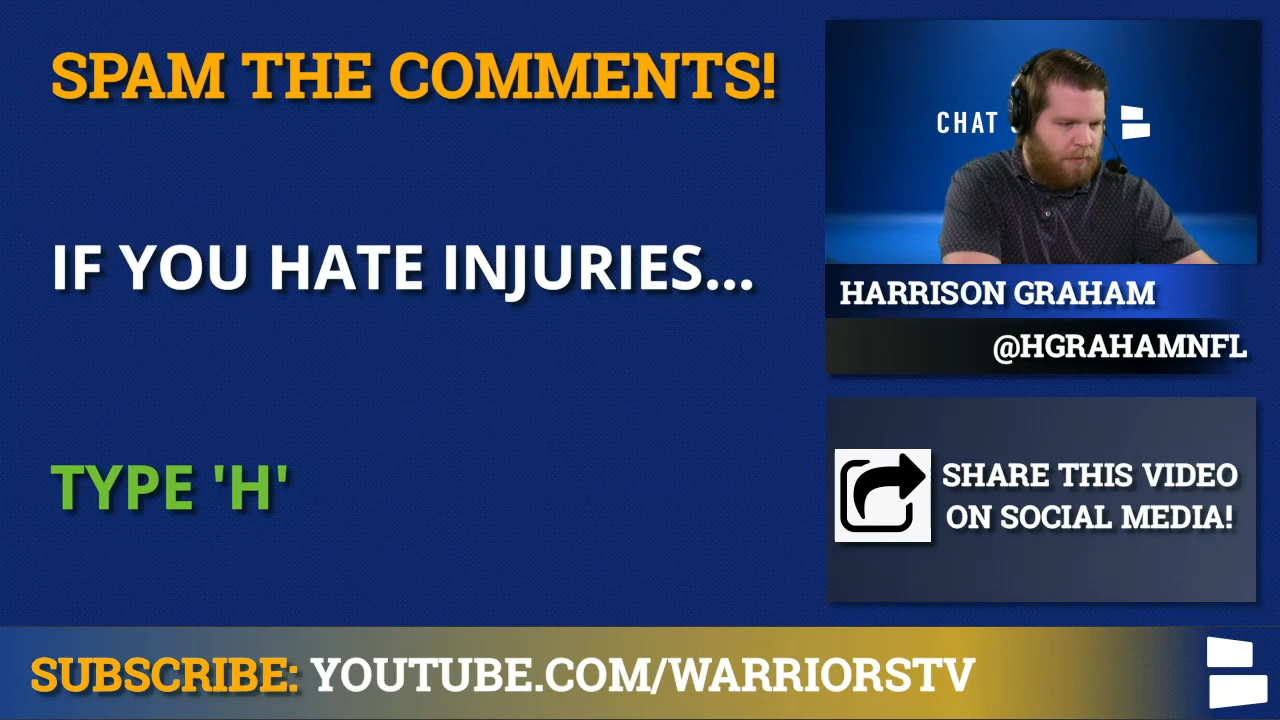 SPAM THE COMMENTS!
IF YOU HATE INJURIES...
TYPE 'H'
CHAT
HARRISON GRAHAM
@HGRAHAMNFL
SHARE THIS VIDEO
ON SOCIAL MEDIA!
SUBSCRIBE: YOUTUBE.COM/WARRIORSTV